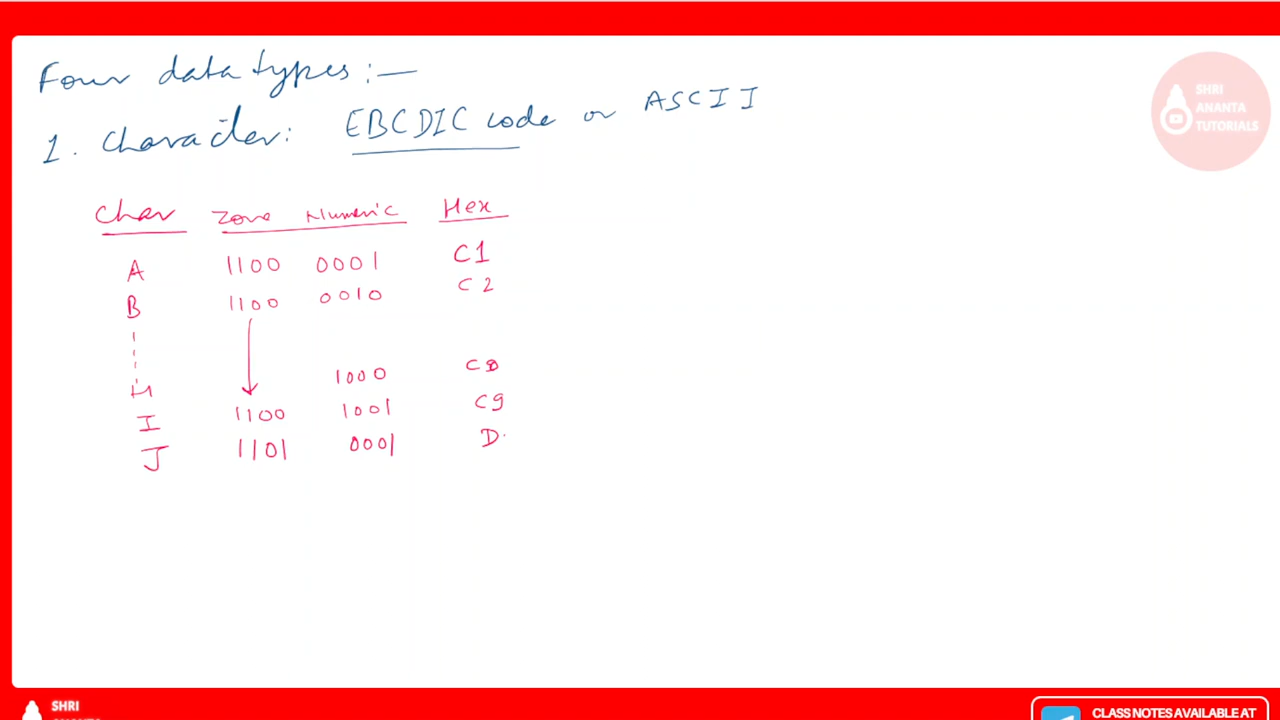 Four data types :—
1. Character: EBCDIC code or ASCII
SHRI
ANANTA
TUTORIALS
Char Zone Numeric Hex
A 1100 0001 C1
B 1100 0010 C2
H 1000 C8
I 1100 1001 C9
J 1101 0001 D
SHRI
ANANTA
CLASS NOTES AVAILABLE AT